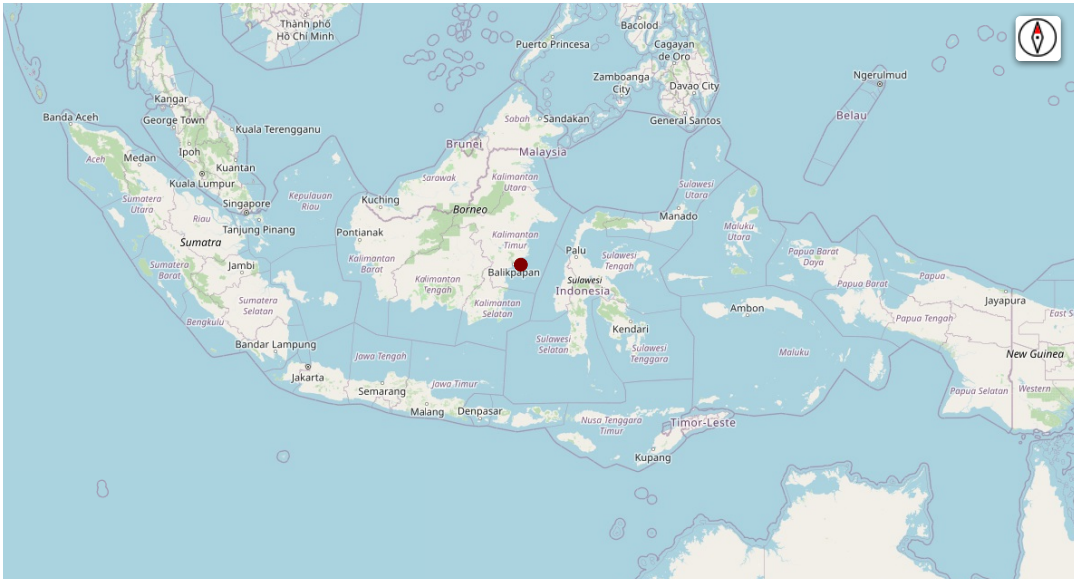 Thành phố
Hồ Chí Minh
Bacolod
Puerto Princesa
Cagayan
de Oro
Zamboanga
City
Davao City
Ngerulmud
Kangar
Banda Aceh
George Town
Kuala Terengganu
Sabah
Sandakan
General Santos
Belau
Ipoh
Brunei
Malaysia
Aceh
Medan
Kuantan
Kuala Lumpur
Sarawak
Kalimantan
Utara
Sumatera
Utara
Singapore
Kepulauan
Riau
Kuching
Borneo
Sulawesi
Utara
Riau
Tanjung Pinang
Pontianak
Manado
Maluku
Utara
Sumatra
Kalimantan
Timur
Palu
Papua Barat
Daya
Sumatera
Barat
Jambi
Kalimantan
Barat
Balikpapan
Sulawesi
Tengah
Papua
Papua Barat
Kalimantan
Tengah
Sulawesi
Indonesia
Sumatera
Selatan
Kalimantan
Selatan
Ambon
Jayapura
Bengkulu
Papua Tengah
East S
Kendari
Bandar Lampung
Sulawesi
Selatan
Sulawesi
Tenggara
Jawa Tengah
Maluku
New Guinea
Jakarta
Semarang
Jawa Timur
Papua Selatan
Western
Malang
Denpasar
Nusa Tenggara
Timur
Timor-Leste
Kupang